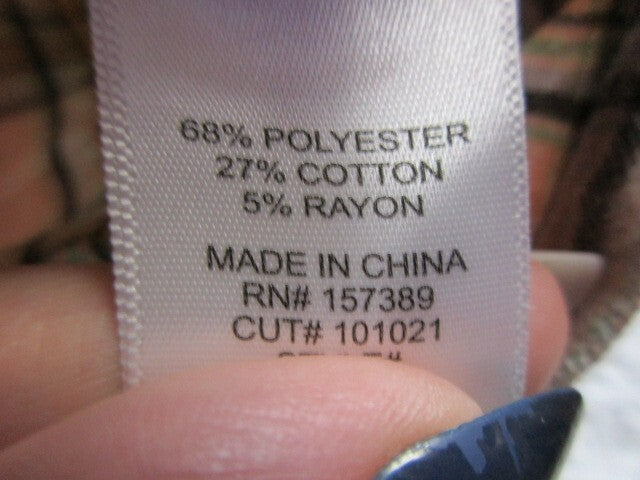 68% POLYESTER
27% COTTON
5% RAYON
MADE IN CHINA
RN# 157389
CUT# 101021